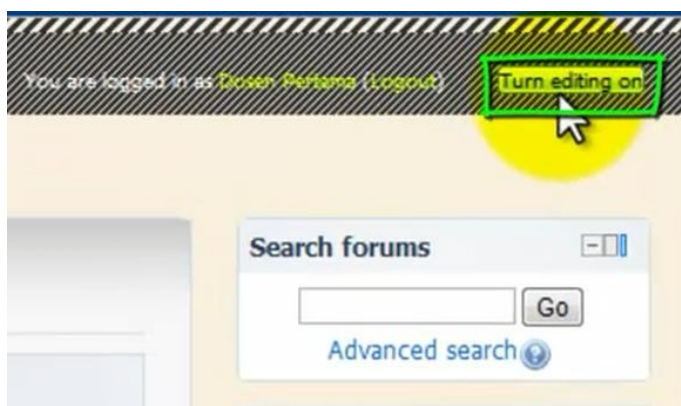 You are logged in as Dosen Pertama (Logout)
Turn editing on
Search forums
Go
Advanced search